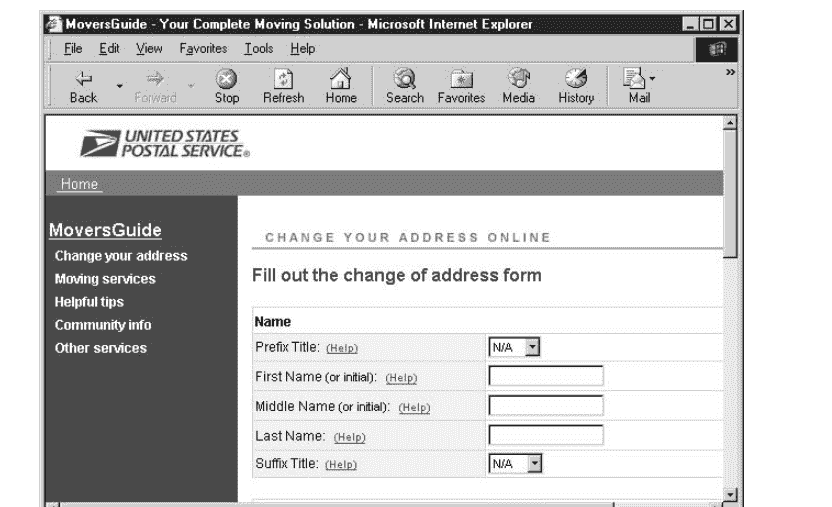 MoversGuide - Your Complete Moving Solution - Microsoft Internet Explorer
File Edit View Favorites Tools Help
Back Forward Stop Refresh Home Search Favorites Media History Mail »
UNITED STATES
POSTAL SERVICE®
Home
MoversGuide
Change your address
Moving services
Helpful tips
Community info
Other services
CHANGE YOUR ADDRESS ONLINE
Fill out the change of address form
Name
Prefix Title: (Help) N/A
First Name (or initial): (Help)
Middle Name (or initial): (Help)
Last Name: (Help)
Suffix Title: (Help) N/A